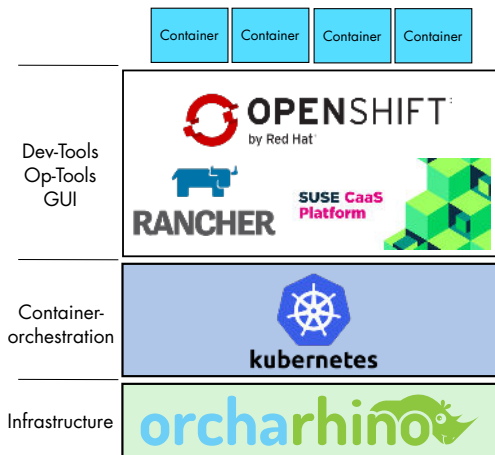 Container Container Container Container
Dev-Tools
Op-Tools
GUI
OPENSHIFT
by Red Hat
RANCHER
SUSE CaaS
Platform
Container-
orchestration
kubernetes
Infrastructure
orcharhino